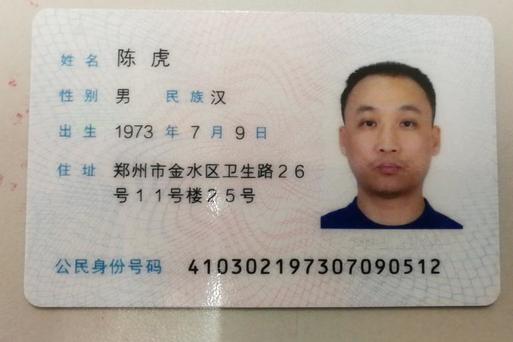 姓名 陈虎
性别 男 民族 汉
出生 1973 年 7 月 9 日
住址 郑州市金水区卫生路26
号11号楼25号
公民身份号码 410302197307090512